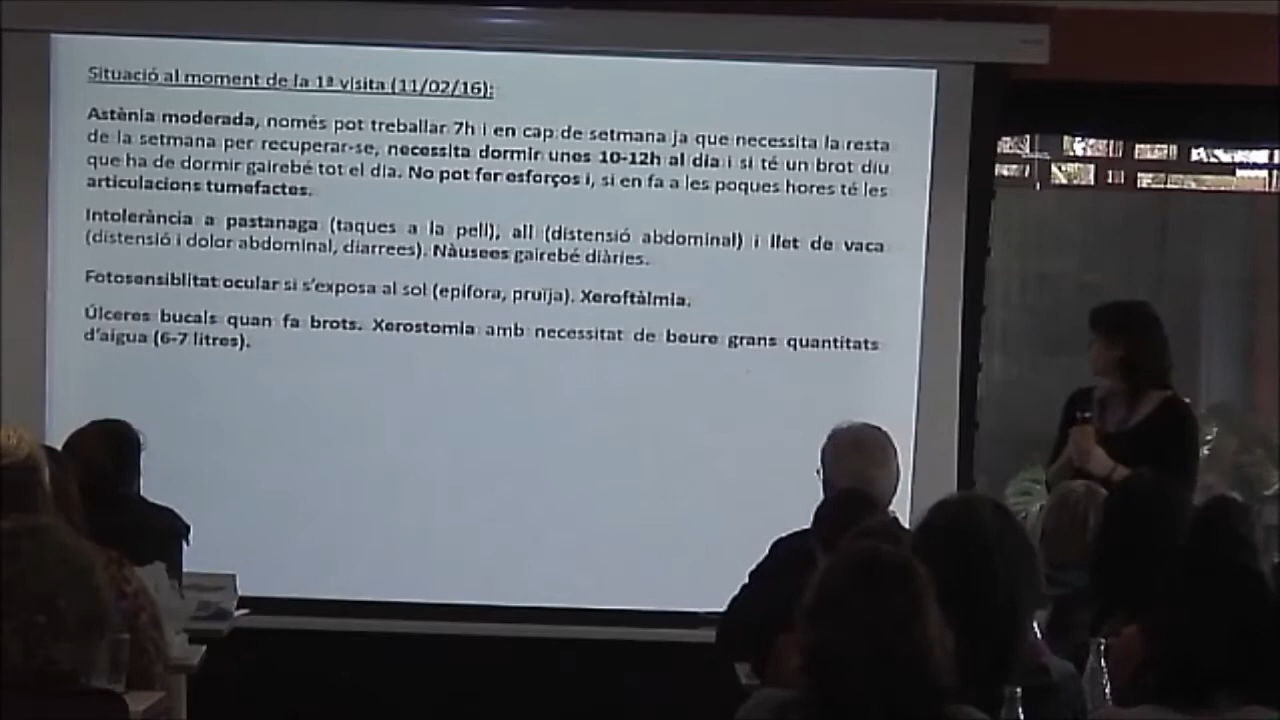 Situació al moment de la 1ª visita (11/02/16):
Astènia moderada, només pot treballar 7h i en cap de setmana ja que necessita la resta
de la setmana per recuperar-se, necessita dormir unes 10-12h al dia i si té un brot diu
que ha de dormir gairebé tot el dia. No pot fer esforços i, si en fa a les poques hores té les
articulacions tumefactes.
Intolerància a pastanaga (taques a la pell), all (distensió abdominal) i llet de vaca
(distensió i dolor abdominal, diarrees). Nàusees gairebé diàries.
Fotosensiblitat ocular si s'exposa al sol (epífora, pruïja). Xeroftàlmia.
Úlceres bucals quan fa brots. Xerostomia amb necessitat de beure grans quantitats
d'aigua (6-7 litres).